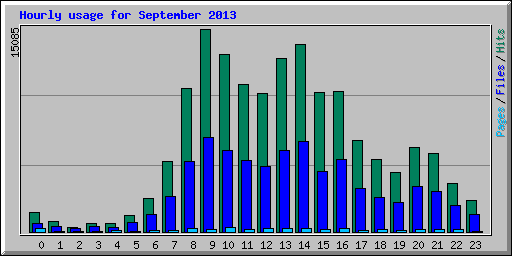 Hourly usage for September 2013
15085
Pages/Files/Hits
0 1 2 3 4 5 6 7 8 9 10 11 12 13 14 15 16 17 18 19 20 21 22 23